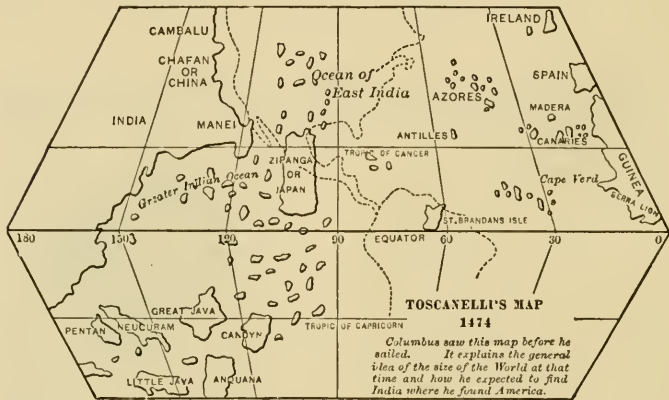 IRELAND
CAMBALU
CHAFAN
OR
CHINA
Ocean of
East India
SPAIN
AZORES
MADERA
INDIA
MANEI
ANTILLES
CANARIES
ZIPANGA
OR
JAPAN
TROPIC OF CANCER
GUINEA
Greater Indian Ocean
Cape Verd
SERRA LION
ST. BRANDANS ISLE
EQUATOR
180 150 120 90 60 30 0
GREAT JAVA
PENTAN
NEUCURAM
CANDYN
TROPIC OF CAPRICORN
LITTLE JAVA
ANQUANA
TOSCANELLI'S MAP
1474
Columbus saw this map before he
sailed. It explains the general
idea of the size of the World at that
time and how he expected to find
India where he found America.